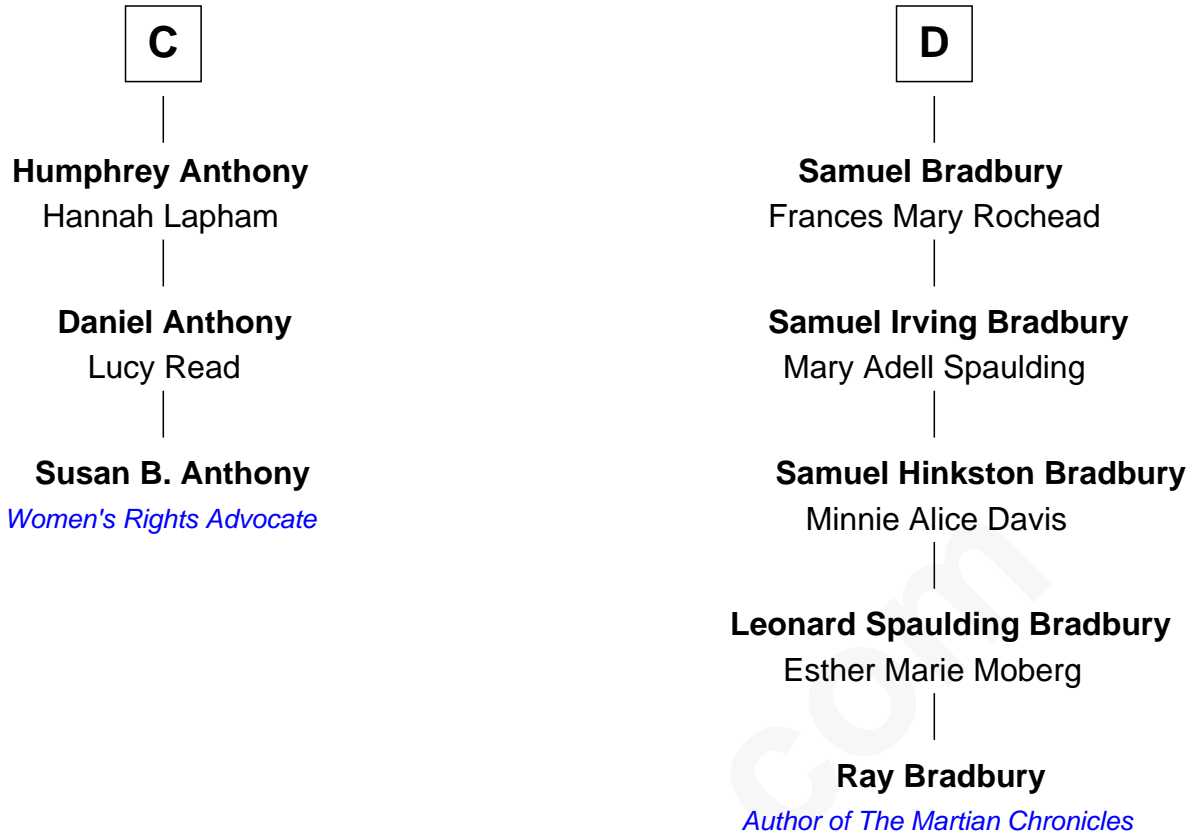 C
Humphrey Anthony
Hannah Lapham
Daniel Anthony
Lucy Read
Susan B. Anthony
Women's Rights Advocate
D
Samuel Bradbury
Frances Mary Rochead
Samuel Irving Bradbury
Mary Adell Spaulding
Samuel Hinkston Bradbury
Minnie Alice Davis
Leonard Spaulding Bradbury
Esther Marie Moberg
Ray Bradbury
Author of The Martian Chronicles
com